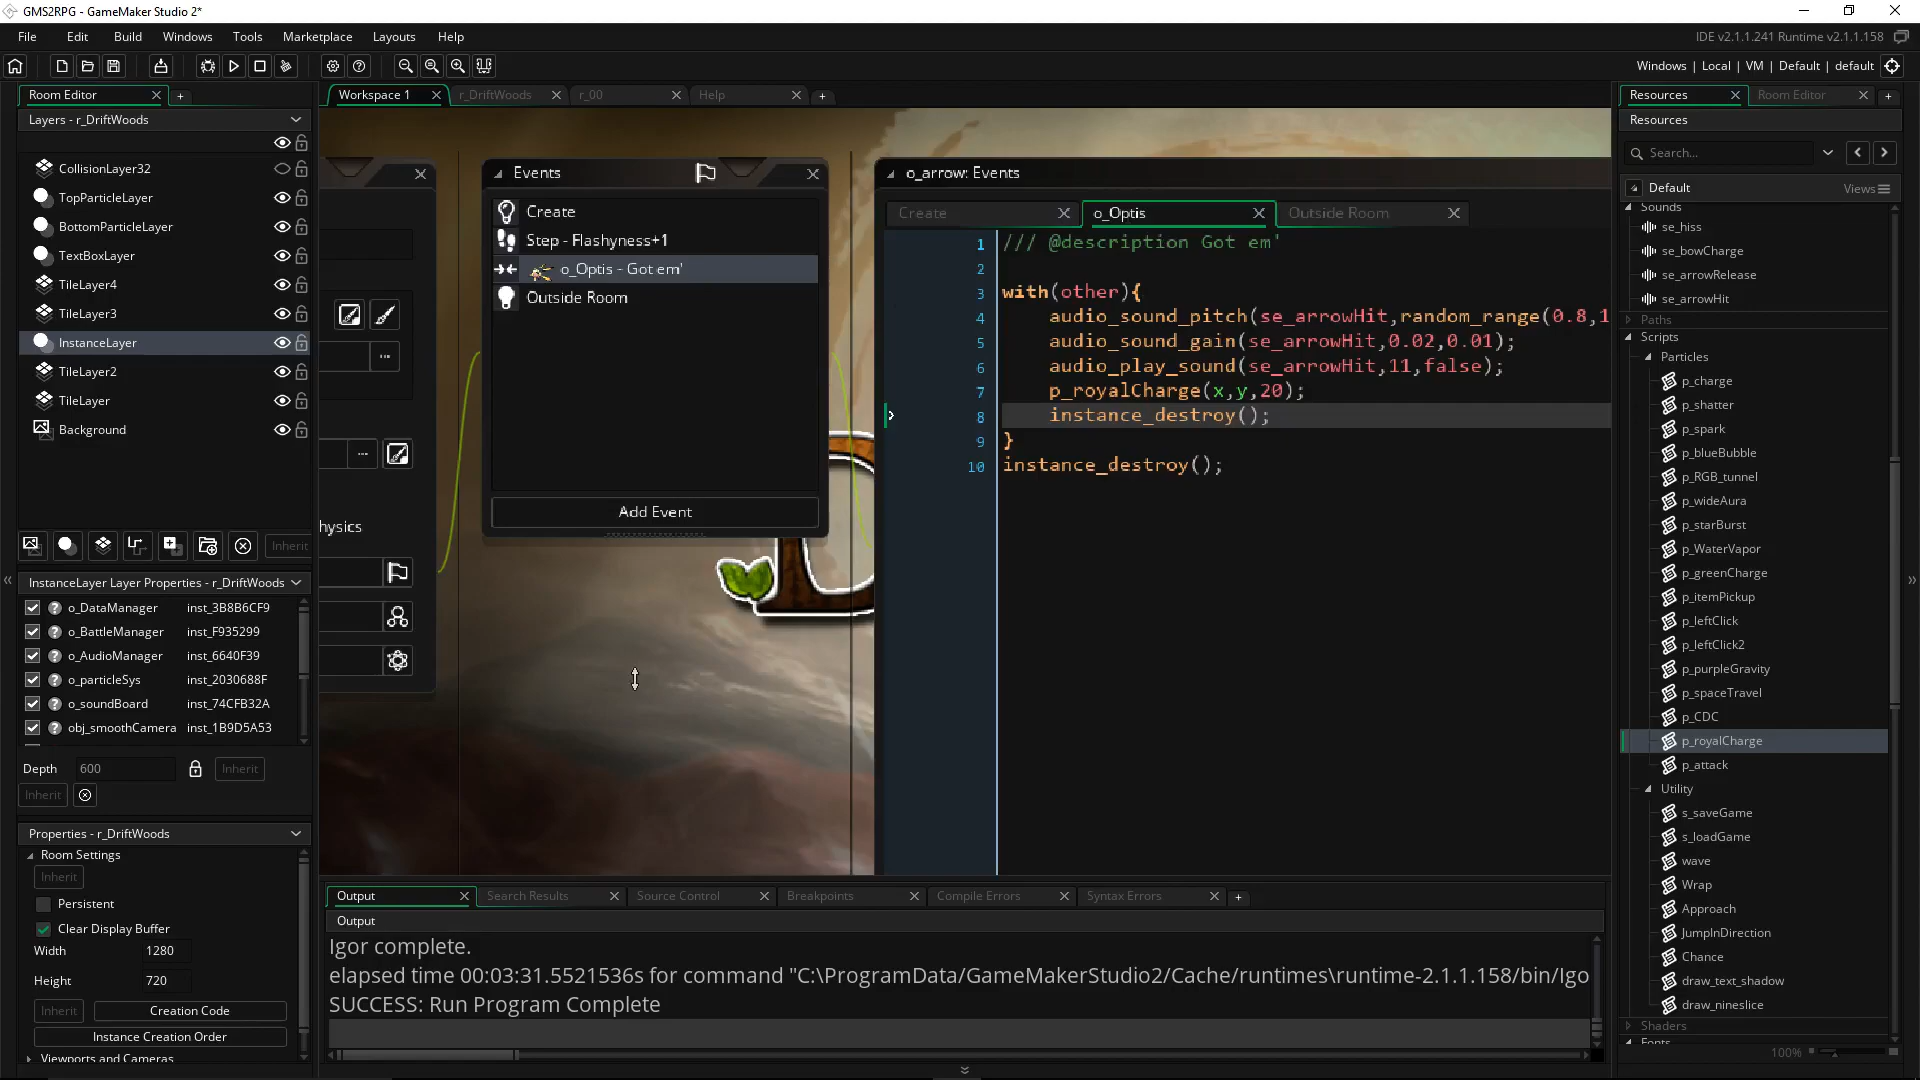 GMS2RPG - GameMaker Studio 2*
File Edit Build Windows Tools Marketplace Layouts Help
IDE v2.1.1.241 Runtime v2.1.1.158
Windows | Local | VM | Default | default
Room Editor
Layers - r_DriftWoods
CollisionLayer32
TopParticleLayer
BottomParticleLayer
TextBoxLayer
TileLayer4
TileLayer3
InstanceLayer
TileLayer2
TileLayer
Background
Inherit
InstanceLayer Layer Properties - r_DriftWoods
o_DataManager inst_3B8B6CF9
o_BattleManager inst_F935299
o_AudioManager inst_6640F39
o_particleSys inst_2030688F
o_soundBoard inst_74CFB32A
obj_smoothCamera inst_1B9D5A53
Depth 600 Inherit
Inherit
Properties - r_DriftWoods
Room Settings
Inherit
Persistent
Clear Display Buffer
Width 1280
Height 720
Inherit Creation Code
Instance Creation Order
Viewports and Cameras
Workspace 1 r_DriftWoods r_00 Help
hysics
Events
Create
Step - Flashyness+1
o_Optis - Got em'
Outside Room
Add Event
o_arrow: Events
Create o_Optis Outside Room
1 /// @description Got em'
2
3 with(other){
4 audio_sound_pitch(se_arrowHit,random_range(0.8,1
5 audio_sound_gain(se_arrowHit,0.02,0.01);
6 audio_play_sound(se_arrowHit,11,false);
7 p_royalCharge(x,y,20);
8 instance_destroy();
9 }
10 instance_destroy();
Output Search Results Source Control Breakpoints Compile Errors Syntax Errors
Output
Igor complete.
elapsed time 00:03:31.5521536s for command "C:\ProgramData/GameMakerStudio2/Cache/runtimes\runtime-2.1.1.158/bin/Igo
SUCCESS: Run Program Complete
Resources Room Editor
Resources
Search...
Default Views
Sounds
se_hiss
se_bowCharge
se_arrowRelease
se_arrowHit
Paths
Scripts
Particles
p_charge
p_shatter
p_spark
p_blueBubble
p_RGB_tunnel
p_wideAura
p_starBurst
p_WaterVapor
p_greenCharge
p_itemPickup
p_leftClick
p_leftClick2
p_purpleGravity
p_spaceTravel
p_CDC
p_royalCharge
p_attack
Utility
s_saveGame
s_loadGame
wave
Wrap
Approach
JumpInDirection
Chance
draw_text_shadow
draw_nineslice
Shaders
Fonts
100%